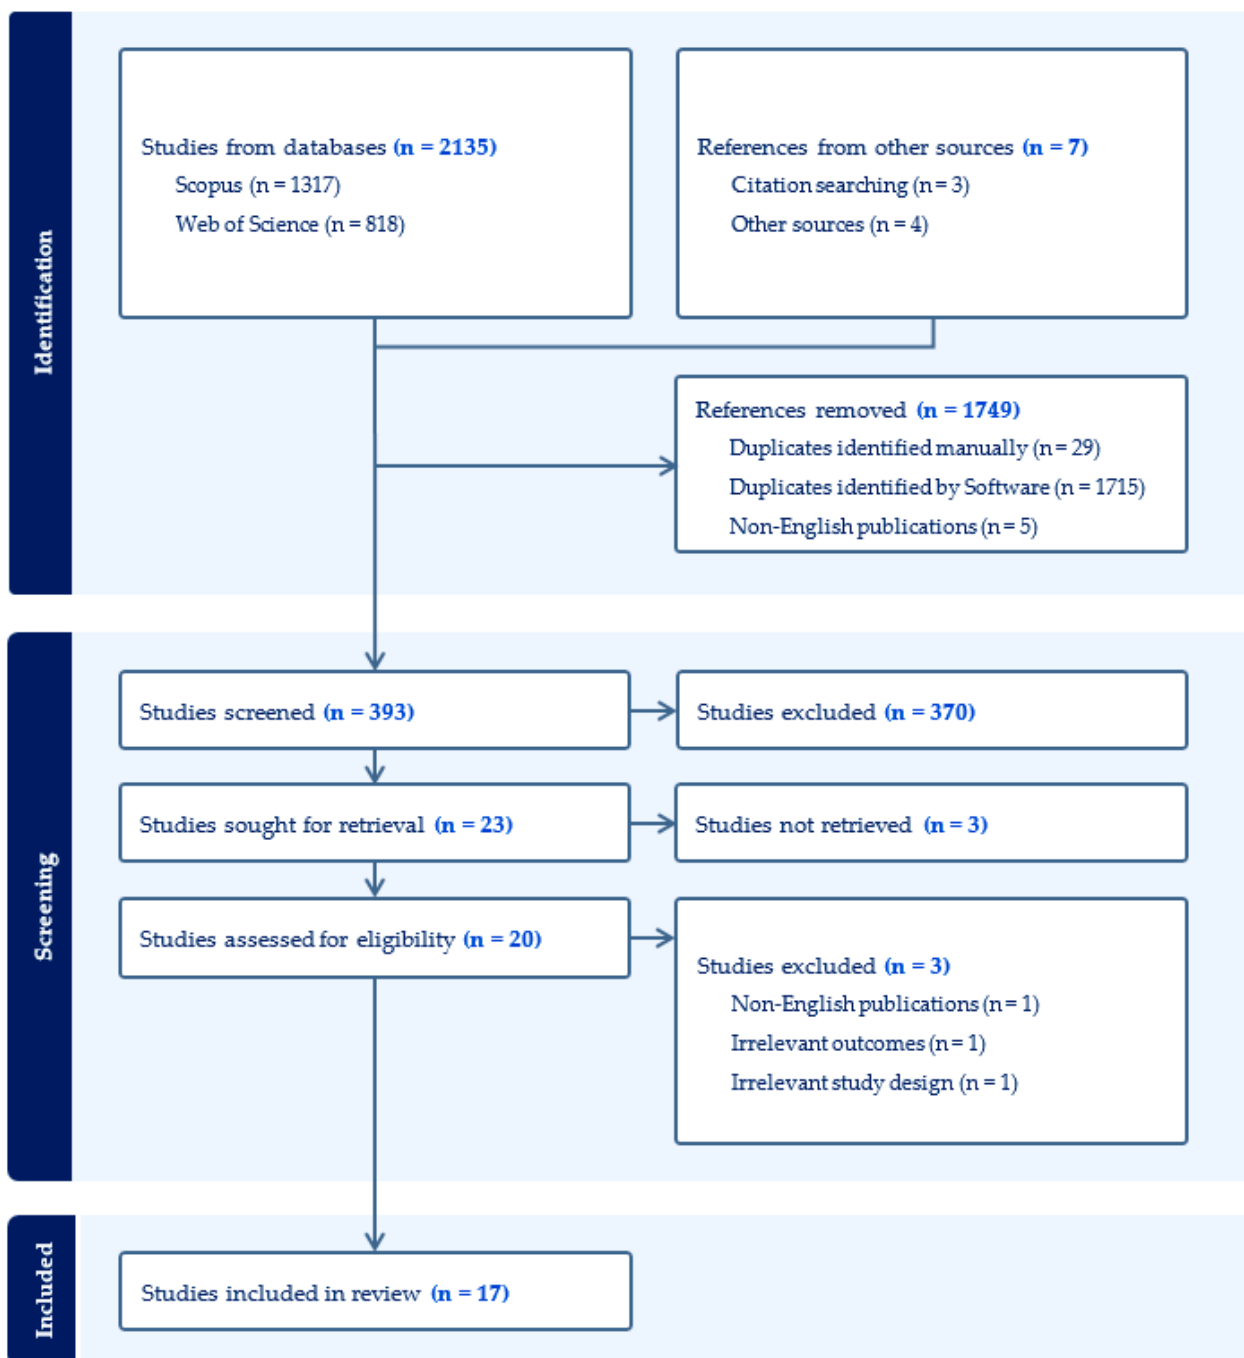 Identification
Studies from databases (n = 2135)
Scopus (n = 1317)
Web of Science (n = 818)
References from other sources (n = 7)
Citation searching (n = 3)
Other sources (n = 4)
References removed (n = 1749)
Duplicates identified manually (n = 29)
Duplicates identified by Software (n = 1715)
Non-English publications (n = 5)
Screening
Studies screened (n = 393)
Studies excluded (n = 370)
Studies sought for retrieval (n = 23)
Studies not retrieved (n = 3)
Studies assessed for eligibility (n = 20)
Studies excluded (n = 3)
Non-English publications (n = 1)
Irrelevant outcomes (n = 1)
Irrelevant study design (n = 1)
Included
Studies included in review (n = 17)